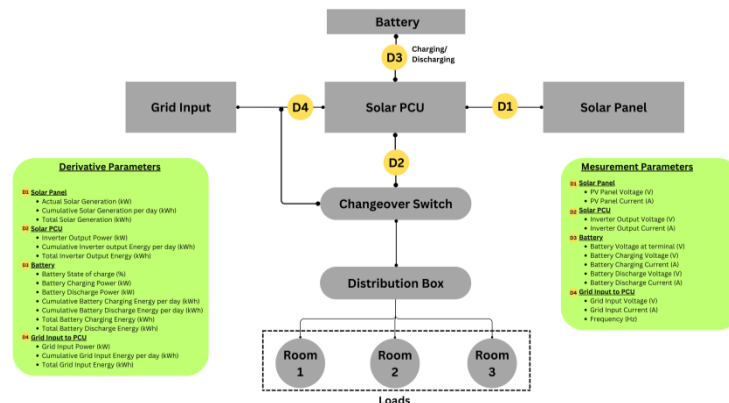 Battery
D3
Charging/
Discharging
Grid Input
D4
Solar PCU
D1
Solar Panel
D2
Changeover Switch
Distribution Box
Room
1
Room
2
Room
3
Loads
Derivative Parameters
D1 Solar Panel
• Actual Solar Generation (kW)
• Cumulative Solar Generation per day (kWh)
• Total Solar Generation (kWh)
D2 Solar PCU
• Inverter Output Power (kW)
• Cumulative Inverter output Energy per day (kWh)
• Total Inverter Output Energy (kWh)
D3 Battery
• Battery State of charge (%)
• Battery Charging Power (kW)
• Battery Discharge Power (kW)
• Cumulative Battery Charging Energy per day (kWh)
• Cumulative Battery Discharge Energy per day (kWh)
• Total Battery Charging Energy (kWh)
• Total Battery Discharge Energy (kWh)
D4 Grid Input to PCU
• Grid Input Power (kW)
• Cumulative Grid Input Energy per day (kWh)
• Total Grid Input Energy (kWh)
Mesurement Parameters
D1 Solar Panel
• PV Panel Voltage (V)
• PV Panel Current (A)
D2 Solar PCU
• Inverter Output Voltage (V)
• Inverter Output Current (A)
D3 Battery
• Battery Voltage at terminal (V)
• Battery Charging Voltage (V)
• Battery Charging Current (A)
• Battery Discharge Voltage (V)
• Battery Discharge Current (A)
D4 Grid Input to PCU
• Grid Input Voltage (V)
• Grid Input Current (A)
• Frequency (Hz)